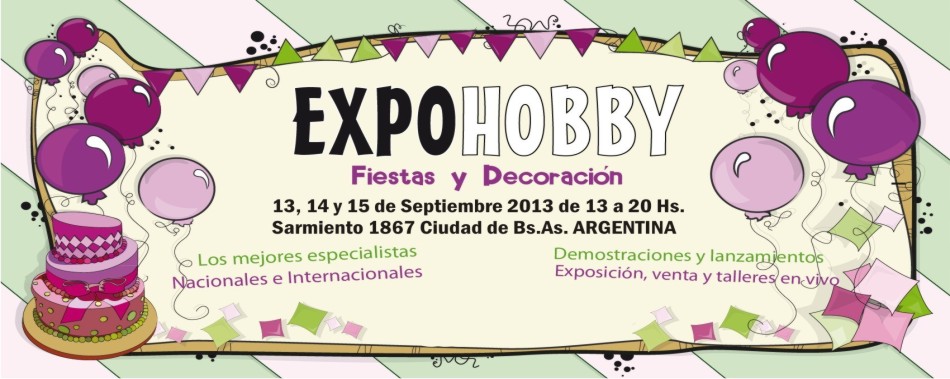 EXPOHOBBY
Fiestas y Decoración
13, 14 y 15 de Septiembre 2013 de 13 a 20 Hs.
Sarmiento 1867 Ciudad de Bs.As. ARGENTINA
Los mejores especialistas
Nacionales e Internacionales
Demostraciones y lanzamientos
Exposición, venta y talleres en vivo